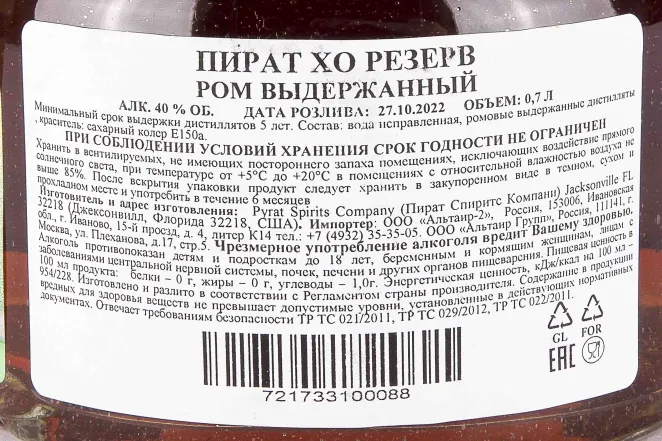 ПИРАТ ХО РЕЗЕРВ
РОМ ВЫДЕРЖАННЫЙ
АЛК. 40 % ОБ. ДАТА РОЗЛИВА: 27.10.2022 ОБЪЕМ: 0,7 Л
Минимальный срок выдержки дистиллятов 5 лет. Состав: вода исправленная, ромовые выдержанные дистилляты
, краситель: сахарный колер Е150а.
ПРИ СОБЛЮДЕНИИ УСЛОВИЙ ХРАНЕНИЯ СРОК ГОДНОСТИ НЕ ОГРАНИЧЕН
Хранить в вентилируемых, не имеющих постороннего запаха помещениях, исключающих воздействие прямого
солнечного света, при температуре от +5°С до +20°С в помещениях с относительной влажностью воздуха не
выше 85%. После вскрытия упаковки продукт следует хранить в закупоренном виде в темном, сухом и
прохладном месте и употребить в течение 6 месяцев
Изготовитель и адрес изготовления: Pyrat Spirits Company (Пират Спиритс Компани) Jacksonville FL
32218 (Джексонвилл, Флорида 32218, США). Импортер: ООО «Альтаир-2», Россия, 153006, Ивановская
обл., г. Иваново, 15-й проезд, д. 4, литер К14 тел.: +7 (4932) 35-35-05. ООО «Альтаир Групп», Россия, 111141, г.
Москва, ул. Плеханова, д.17, стр.5. Чрезмерное употребление алкоголя вредит Вашему здоровью.
Алкоголь противопоказан детям и подросткам до 18 лет, беременным и кормящим женщинам, лицам с
заболеваниями центральной нервной системы, почек, печени и других органов пищеварения. Пищевая ценность в
100 мл продукта: белки – 0 г, жиры – 0 г, углеводы – 1,0г. Энергетическая ценность, кДж/ккал на 100 мл –
954/228. Изготовлено и разлито в соответствии с Регламентом страны производителя. Содержание в продукции
вредных для здоровья веществ не превышает допустимые уровни, установленные в действующих нормативных
документах. Отвечает требованиям безопасности ТР ТС 021/2011, ТР ТС 029/2012, ТР ТС 022/2011.
GL FOR
EAC
721733100088